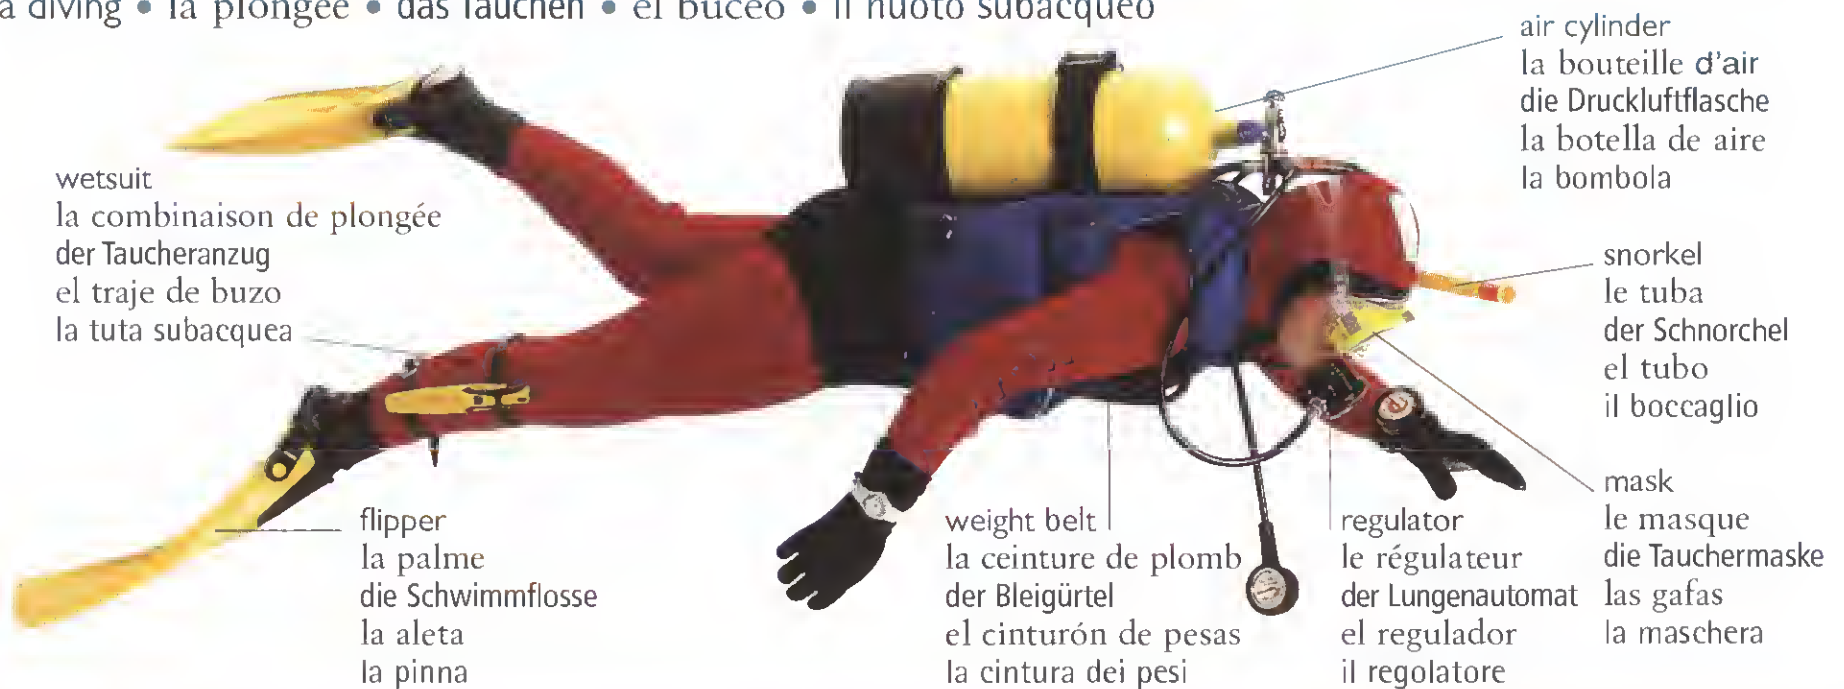 diving • la plongée • das Tauchen • el buceo • il nuoto subacqueo
air cylinder
la bouteille d'air
die Druckluftflasche
la botella de aire
la bombola
wetsuit
la combinaison de plongée
der Taucheranzug
el traje de buzo
la tuta subacquea
snorkel
le tuba
der Schnorchel
el tubo
il boccaglio
flipper
la palme
die Schwimmflosse
la aleta
la pinna
weight belt
la ceinture de plomb
der Bleigürtel
el cinturón de pesas
la cintura dei pesi
regulator
le régulateur
der Lungenautomat
el regulador
il regolatore
mask
le masque
die Tauchermaske
las gafas
la maschera